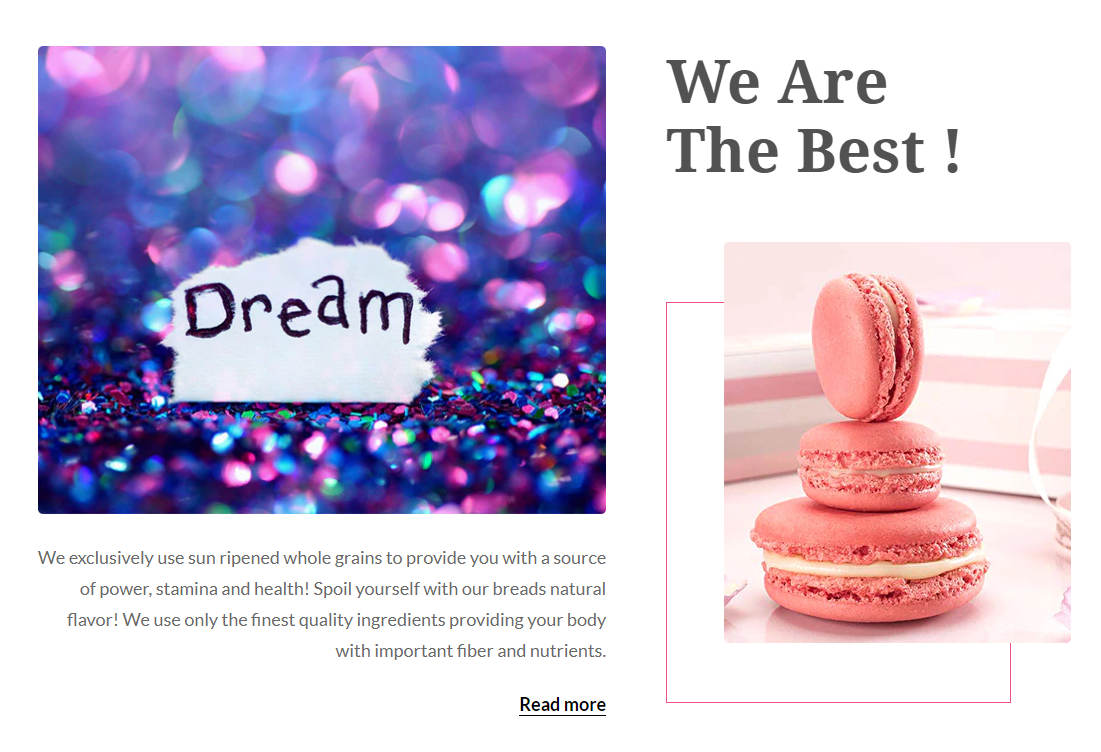 We Are
The Best !
Dream
We exclusively use sun ripened whole grains to provide you with a source
of power, stamina and health! Spoil yourself with our breads natural
flavor! We use only the finest quality ingredients providing your body
with important fiber and nutrients.
Read more